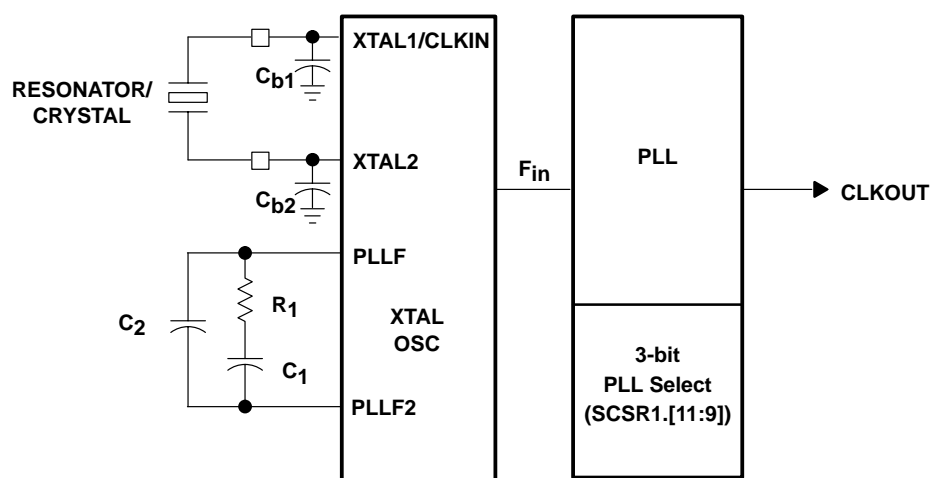 XTAL1/CLKIN
Cb1
RESONATOR/
CRYSTAL
XTAL2
Cb2
Fin
PLL
CLKOUT
PLLF
R1
C2
XTAL
OSC
C1
PLLF2
3-bit
PLL Select
(SCSR1.[11:9])